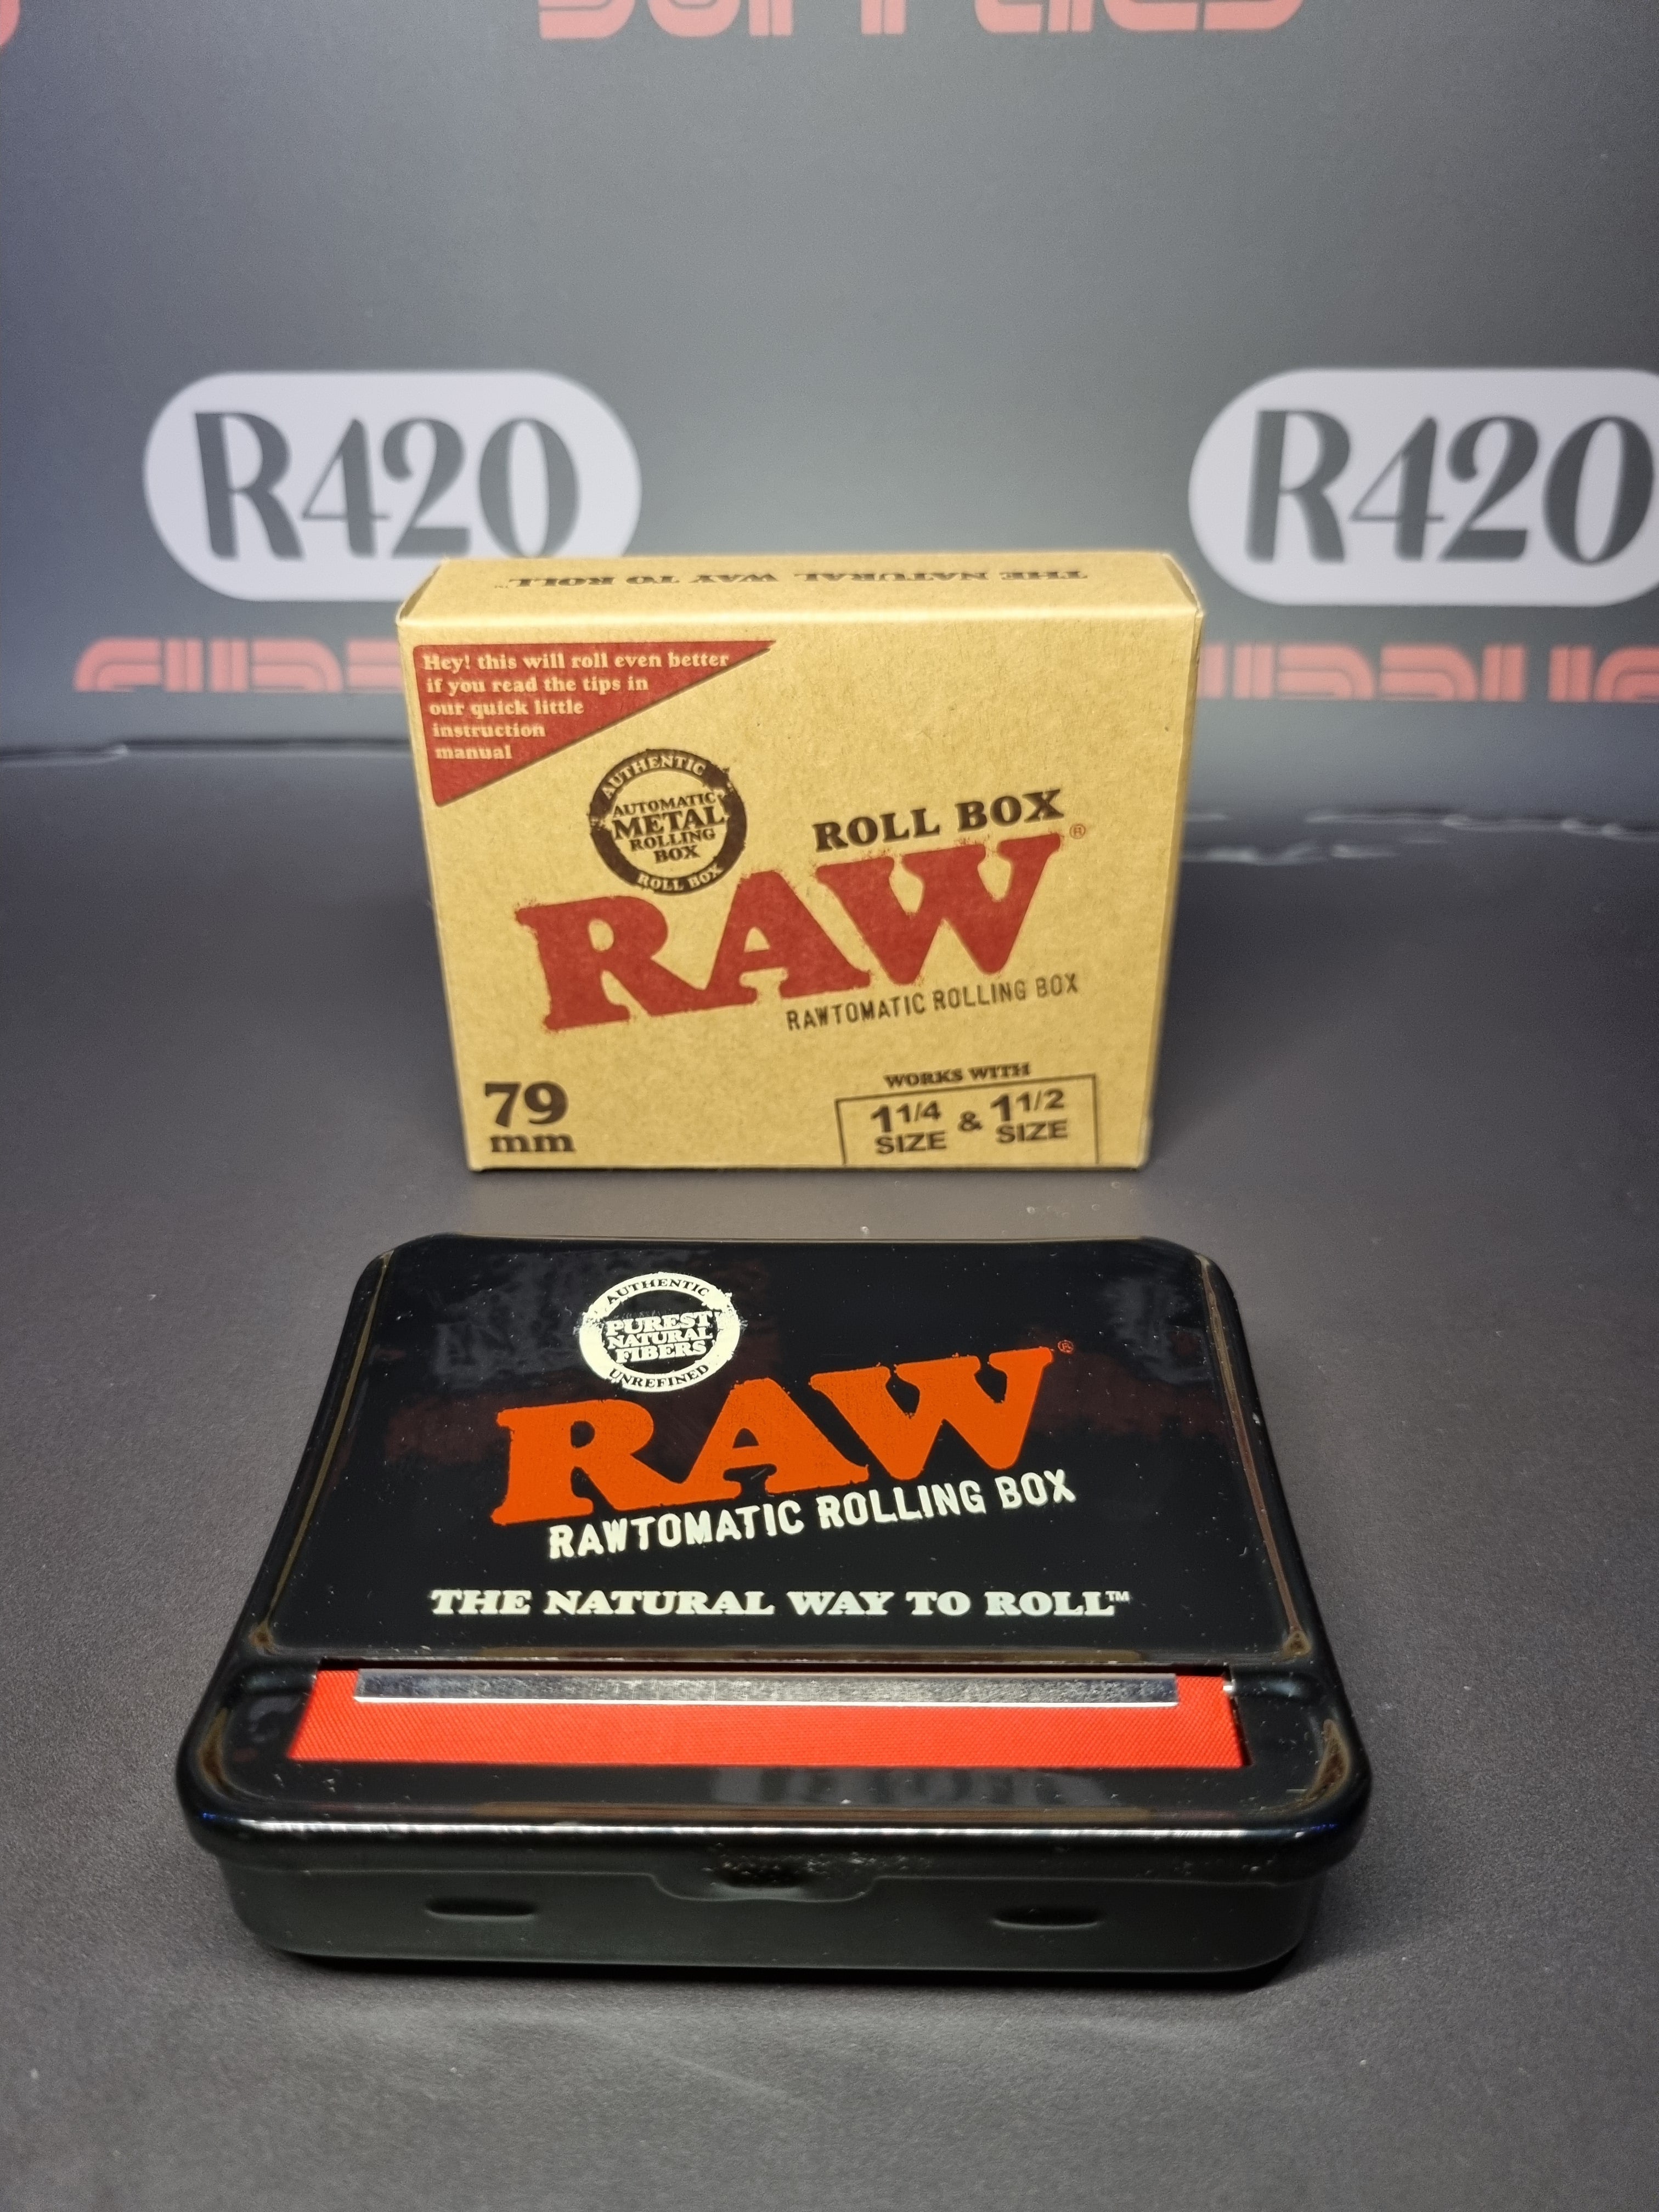 SUPPLIES
R420
R420
THE NATURAL WAY TO ROLL™
Hey! this will roll even better
if you read the tips in
our quick little
instruction
manual
AUTHENTIC
AUTOMATIC
METAL
ROLLING
BOX
ROLL BOX
ROLL BOX
RAW®
RAWTOMATIC ROLLING BOX
79
mm
WORKS WITH
1 1/4 & 1 1/2
SIZE SIZE
AUTHENTIC
PUREST
NATURAL
FIBERS
UNREFINED
RAW®
RAWTOMATIC ROLLING BOX
THE NATURAL WAY TO ROLL™